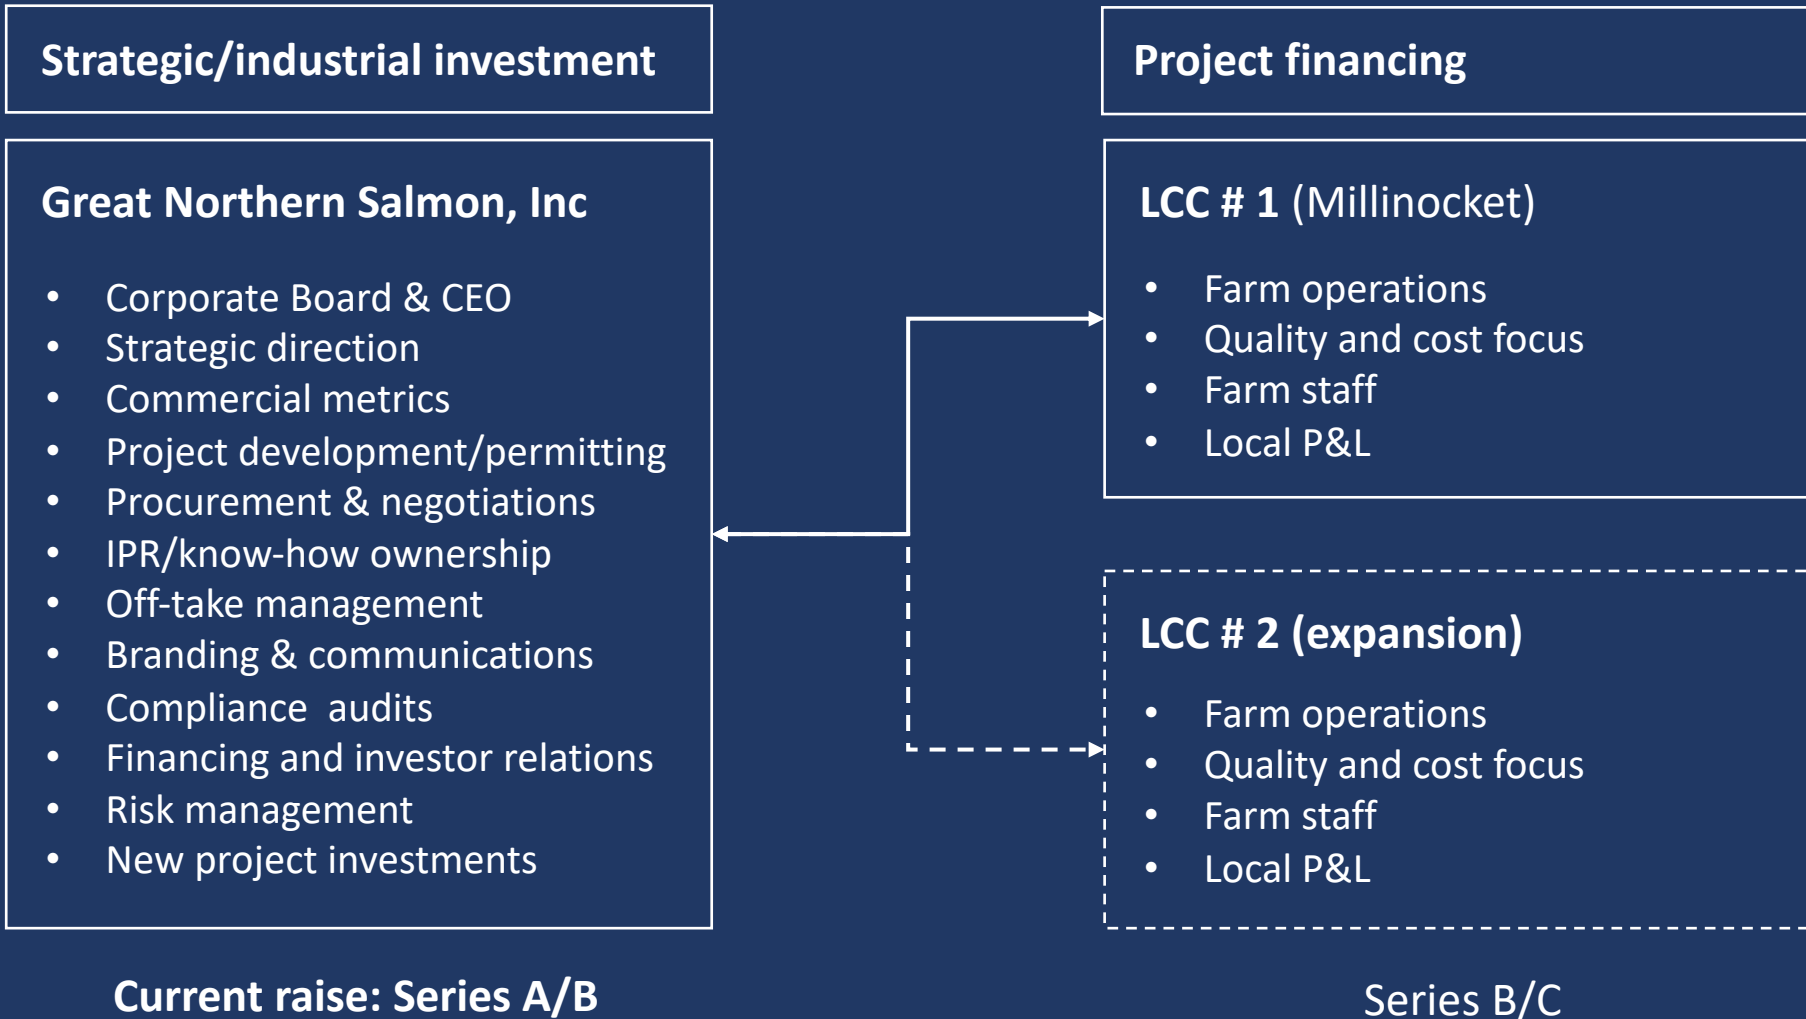 Strategic/industrial investment
Great Northern Salmon, Inc
• Corporate Board & CEO
• Strategic direction
• Commercial metrics
• Project development/permitting
• Procurement & negotiations
• IPR/know-how ownership
• Off-take management
• Branding & communications
• Compliance  audits
• Financing and investor relations
• Risk management
• New project investments
Current raise: Series A/B
Project financing
LCC # 1 (Millinocket)
• Farm operations
• Quality and cost focus
• Farm staff
• Local P&L
LCC # 2 (expansion)
• Farm operations
• Quality and cost focus
• Farm staff
• Local P&L
Series B/C